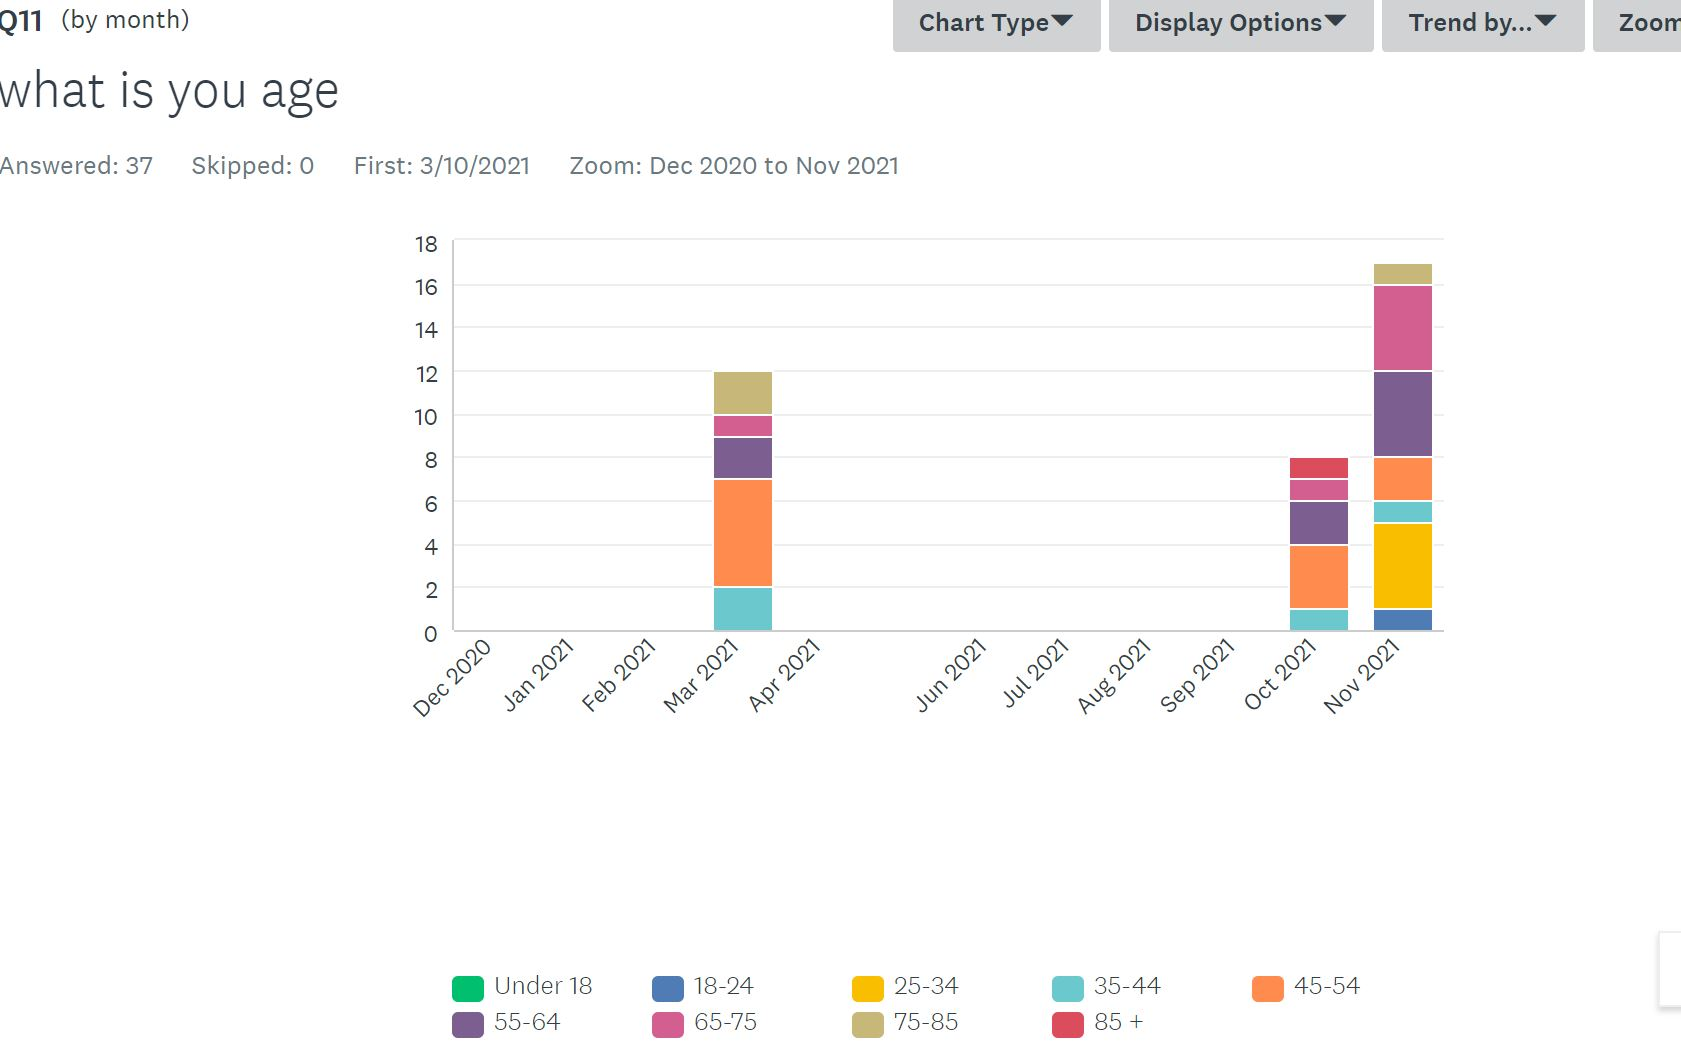 Q11 (by month)
Chart Type Display Options Trend by... Zoom
what is you age
Answered: 37 Skipped: 0 First: 3/10/2021 Zoom: Dec 2020 to Nov 2021
18
16
14
12
10
8
6
4
2
0
Dec 2020 Jan 2021 Feb 2021 Mar 2021 Apr 2021 Jun 2021 Jul 2021 Aug 2021 Sep 2021 Oct 2021 Nov 2021
Under 18 18-24 25-34 35-44 45-54
55-64 65-75 75-85 85 +